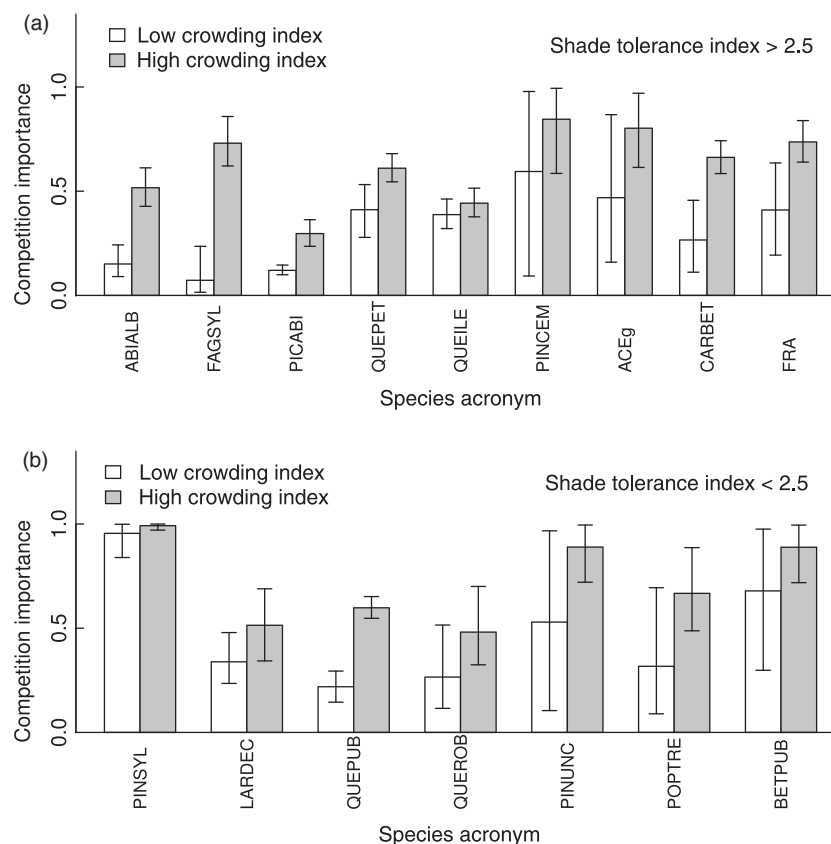 (a)
Low crowding index
High crowding index
Shade tolerance index > 2.5
Competition importance
0.0
0.5
1.0
ABIALB
FAGSYL
PICABI
QUEPET
QUEILE
PINCEM
ACEg
CARBET
FRA
Species acronym
(b)
Low crowding index
High crowding index
Shade tolerance index < 2.5
Competition importance
0.0
0.5
1.0
PINSYL
LARDEC
QUEPUB
QUEROB
PINUNC
POPTRE
BETPUB
Species acronym